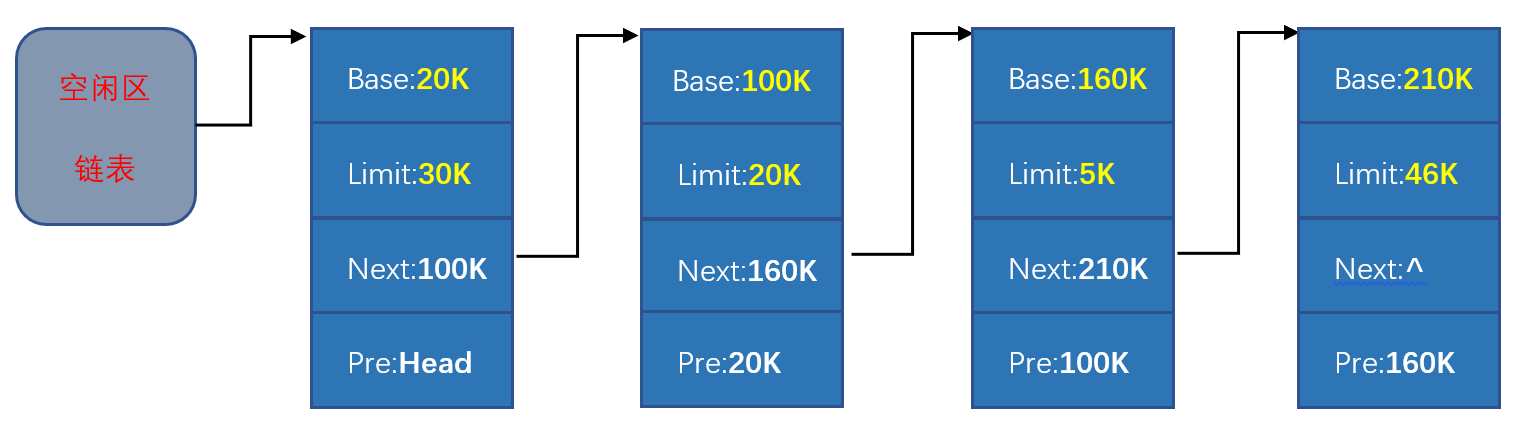 空闲区
链表
Base:20K
Limit:30K
Next:100K
Pre:Head
Base:100K
Limit:20K
Next:160K
Pre:20K
Base:160K
Limit:5K
Next:210K
Pre:100K
Base:210K
Limit:46K
Next:^
Pre:160K